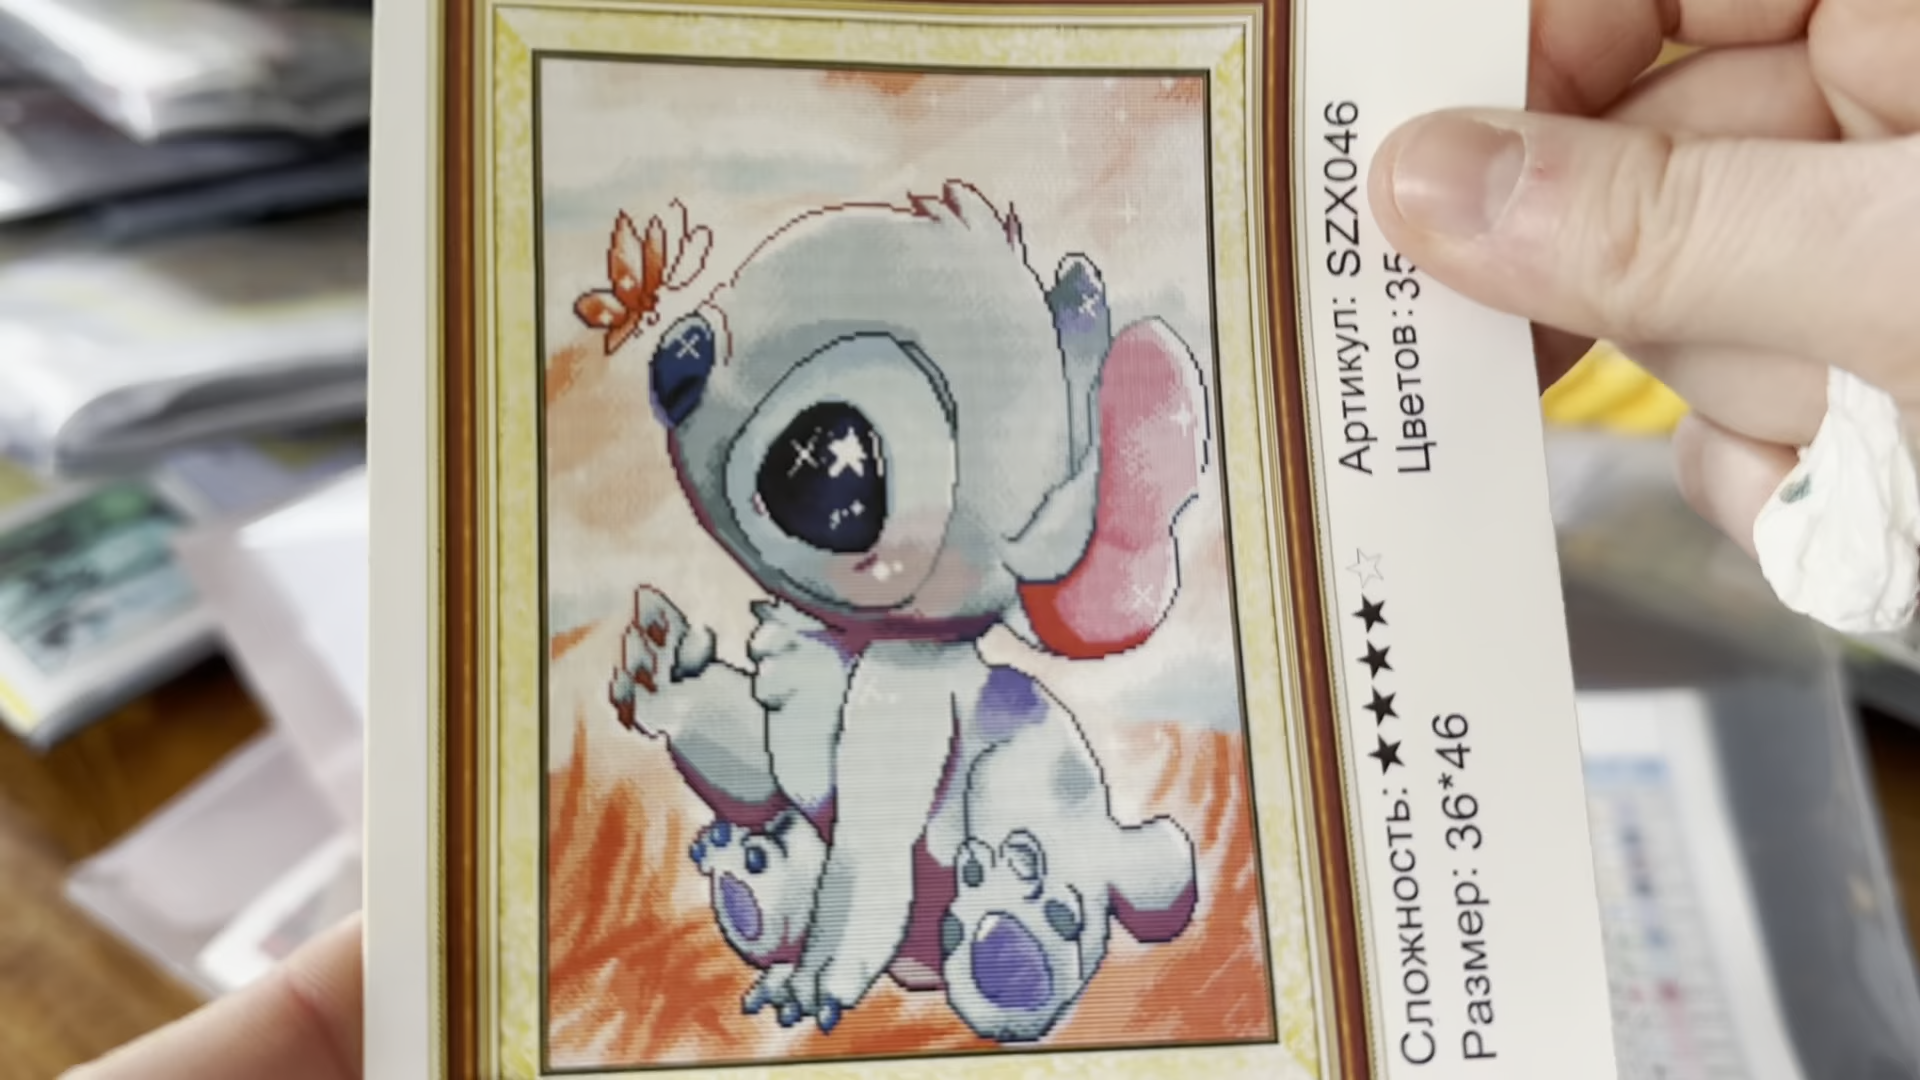 Сложность: ★★★★☆ Артикул: SZX046
Размер: 36*46 Цветов: 35